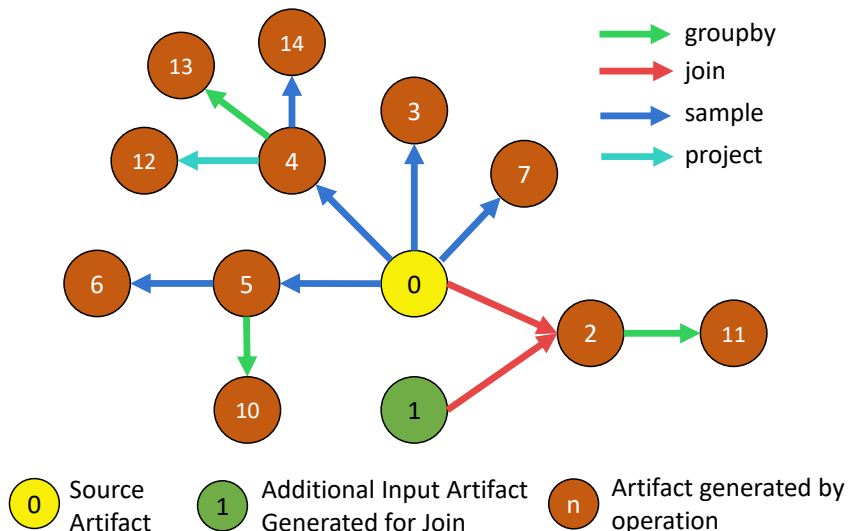 14
13
groupby
join
3
sample
12
4
project
7
6
5
0
2
11
10
1
0
Source
Artifact
1
Additional Input Artifact
Generated for Join
n
Artifact generated by
operation